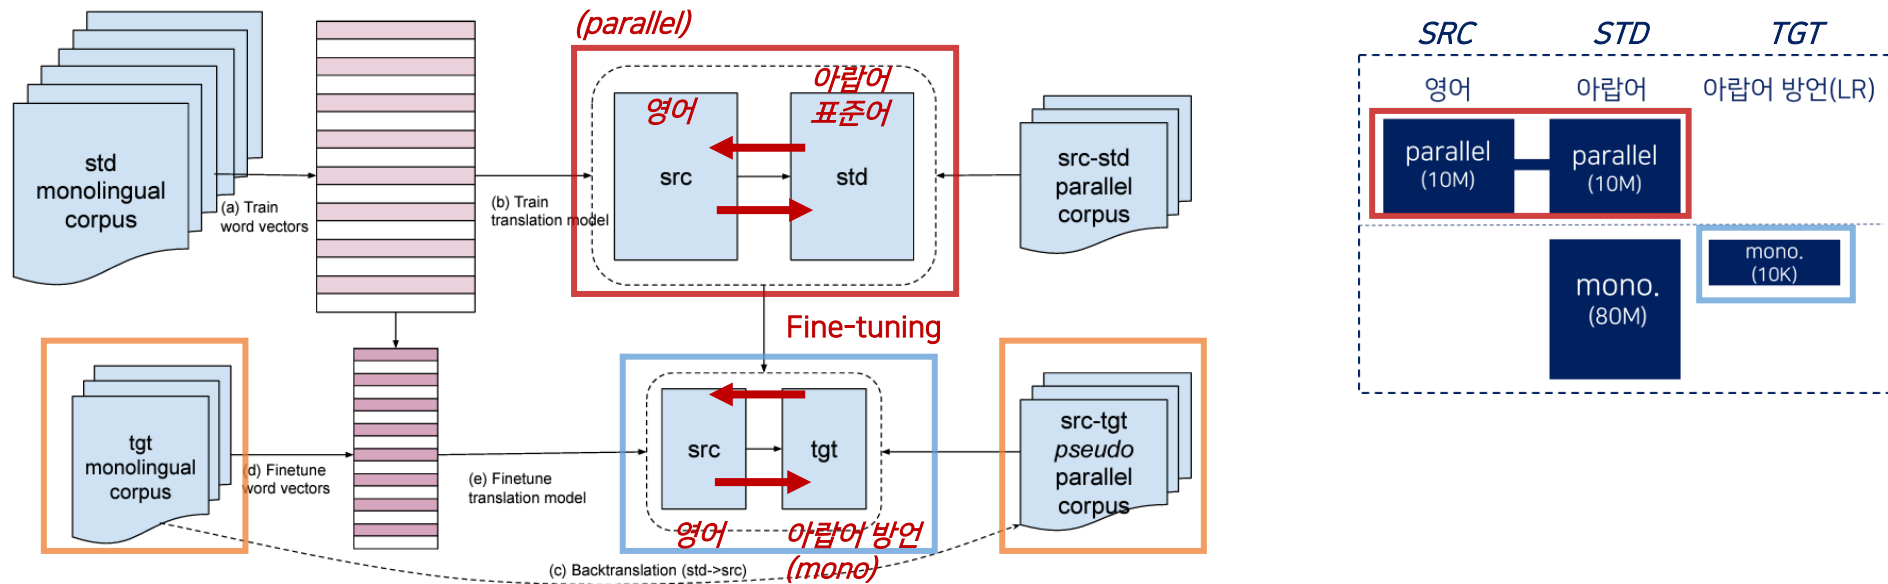 (parallel)
std
monolingual
corpus
(a) Train
word vectors
(b) Train
translation model
영어
아랍어
표준어
src
std
src-std
parallel
corpus
Fine-tuning
tgt
monolingual
corpus
(d) Finetune
word vectors
(e) Finetune
translation model
src
tgt
영어
아랍어 방언
(mono)
src-tgt
pseudo
parallel
corpus
(c) Backtranslation (std->src)
SRC
STD
TGT
영어
아랍어
아랍어 방언(LR)
parallel
(10M)
parallel
(10M)
mono.
(80M)
mono.
(10K)